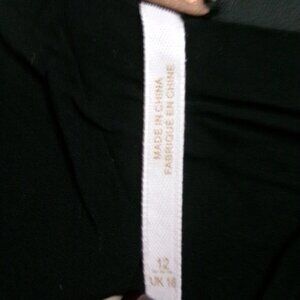 MADE IN CHINA
FABRIQUÉ EN CHINE
12
UK 16